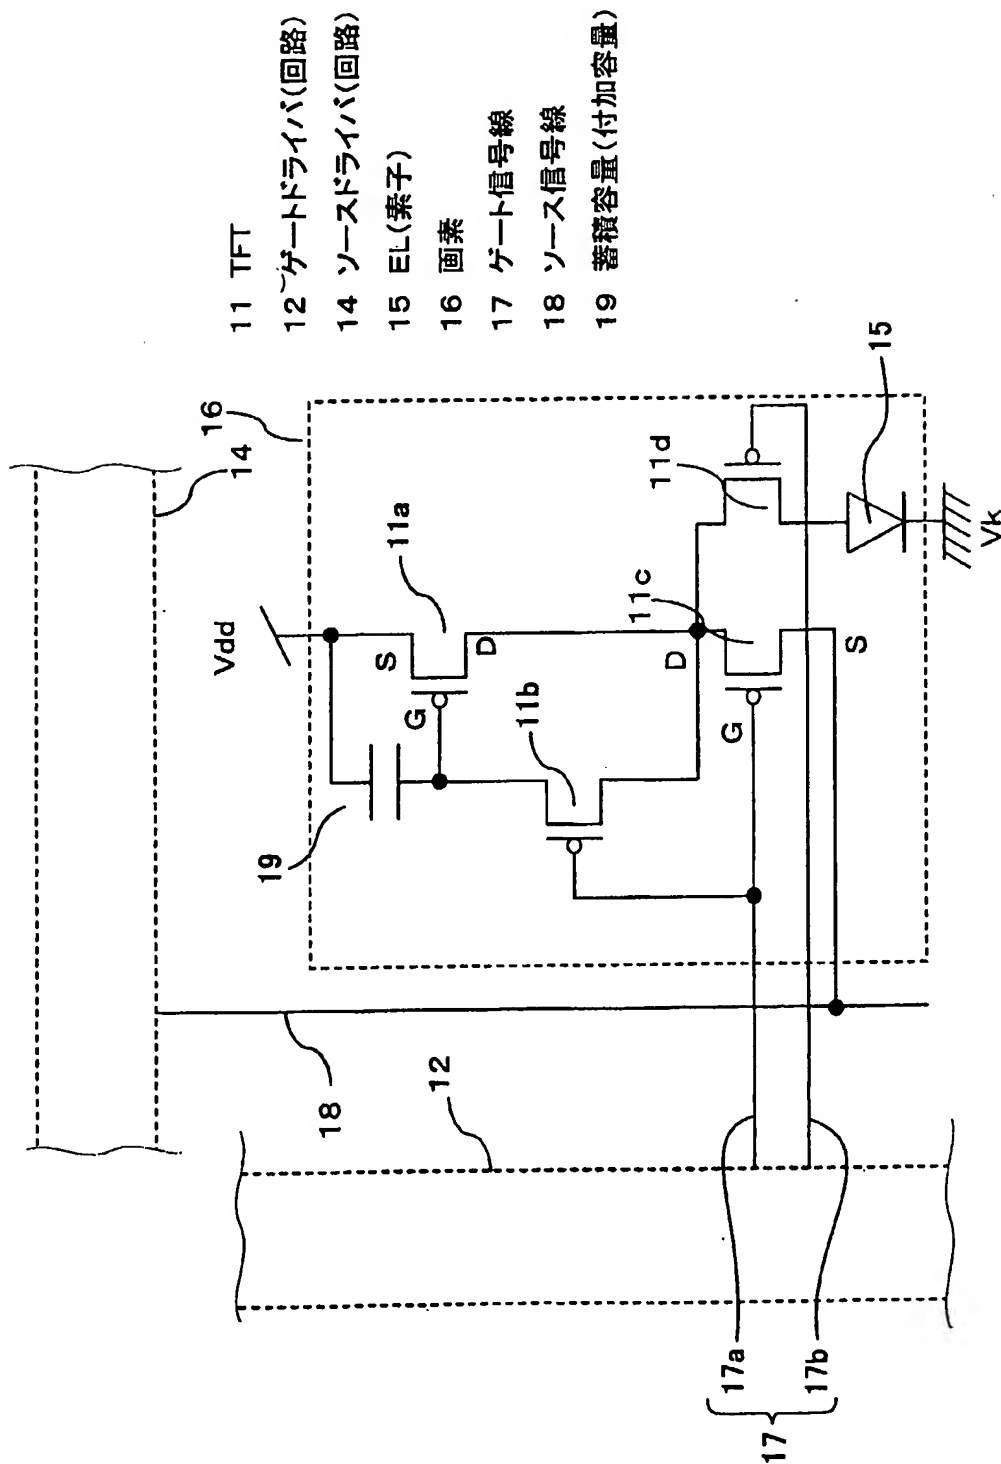 11 TFT
12 ゲートドライバ(回路)
14 ソースドライバ(回路)
15 EL(素子)
16 画素
17 ゲート信号線
18 ソース信号線
19 蓄積容量(付加容量)
16
14
Vdd
11a
S
D
G
19
11b
11d
11c
D
G
S
15
Vk
18
12
17a
17b
17